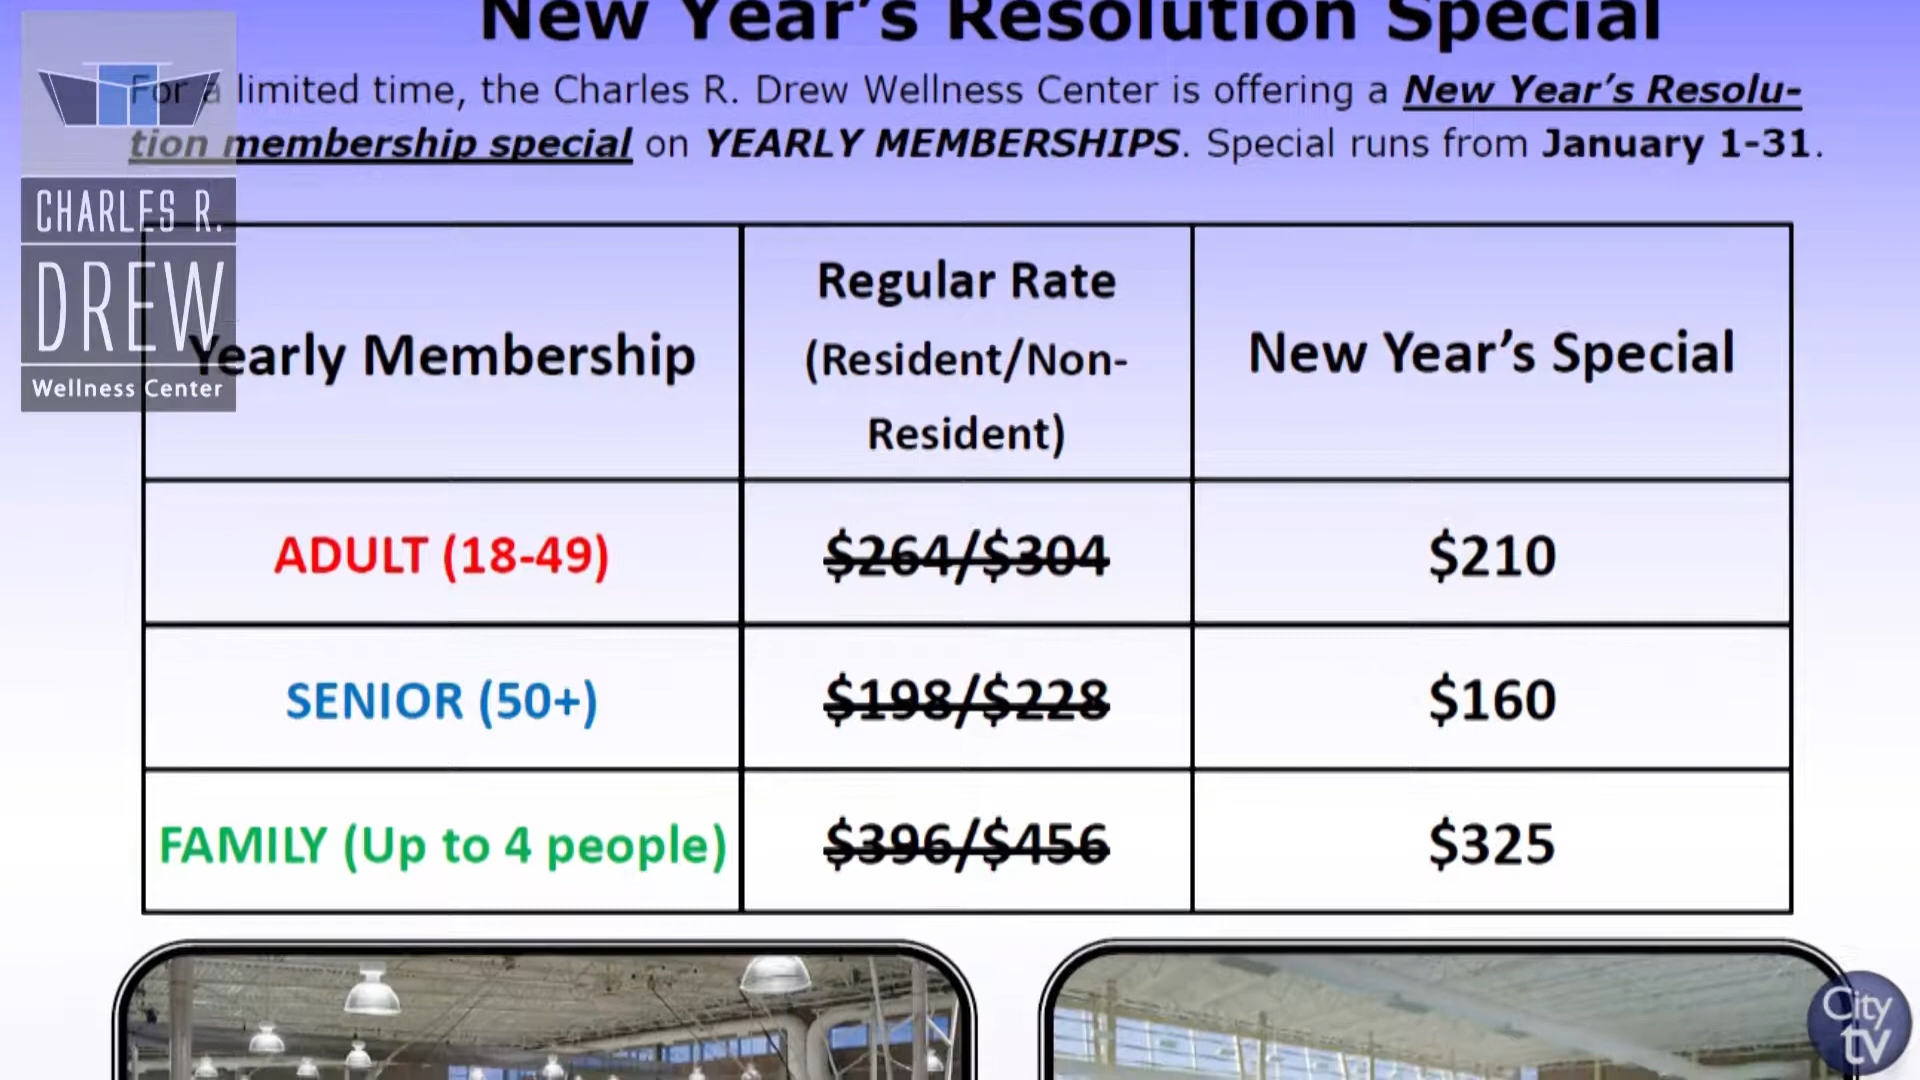 New Year's Resolution Special
For a limited time, the Charles R. Drew Wellness Center is offering a New Year's Resolu-
tion membership special on YEARLY MEMBERSHIPS. Special runs from January 1-31.
CHARLES R.
DREW
Wellness Center
Yearly Membership
Regular Rate
(Resident/Non-
Resident)
New Year's Special
ADULT (18-49)
$264/$304
$210
SENIOR (50+)
$198/$228
$160
FAMILY (Up to 4 people)
$396/$456
$325
City
tv